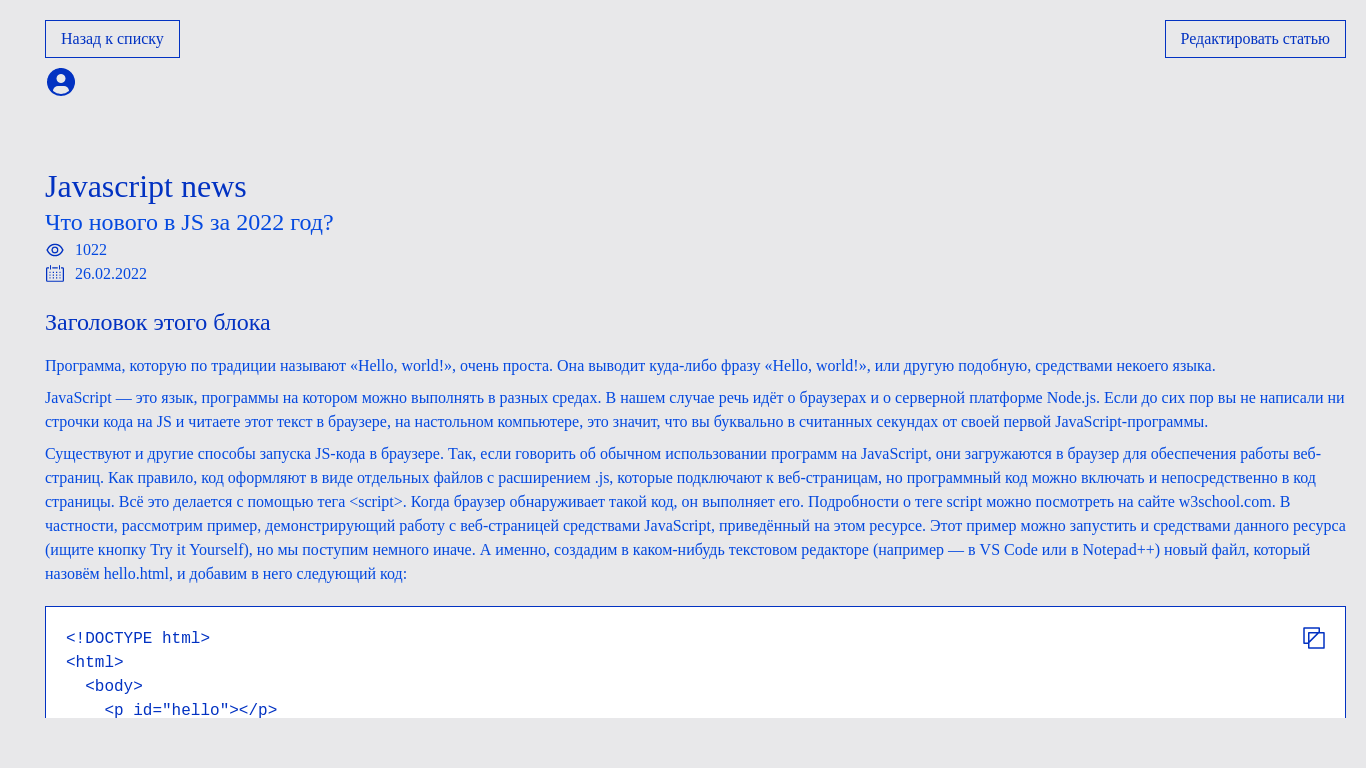 Назад к списку
Редактировать статью
Javascript news
Что нового в JS за 2022 год?
1022
26.02.2022
Заголовок этого блока
Программа, которую по традиции называют «Hello, world!», очень проста. Она выводит куда-либо фразу «Hello, world!», или другую подобную, средствами некоего языка.
JavaScript — это язык, программы на котором можно выполнять в разных средах. В нашем случае речь идёт о браузерах и о серверной платформе Node.js. Если до сих пор вы не написали ни
строчки кода на JS и читаете этот текст в браузере, на настольном компьютере, это значит, что вы буквально в считанных секундах от своей первой JavaScript-программы.
Существуют и другие способы запуска JS-кода в браузере. Так, если говорить об обычном использовании программ на JavaScript, они загружаются в браузер для обеспечения работы веб-
страниц. Как правило, код оформляют в виде отдельных файлов с расширением .js, которые подключают к веб-страницам, но программный код можно включать и непосредственно в код
страницы. Всё это делается с помощью тега <script>. Когда браузер обнаруживает такой код, он выполняет его. Подробности о теге script можно посмотреть на сайте w3school.com. В
частности, рассмотрим пример, демонстрирующий работу с веб-страницей средствами JavaScript, приведённый на этом ресурсе. Этот пример можно запустить и средствами данного ресурса
(ищите кнопку Try it Yourself), но мы поступим немного иначе. А именно, создадим в каком-нибудь текстовом редакторе (например — в VS Code или в Notepad++) новый файл, который
назовём hello.html, и добавим в него следующий код:
<!DOCTYPE html>
<html>
  <body>
    <p id="hello"></p>